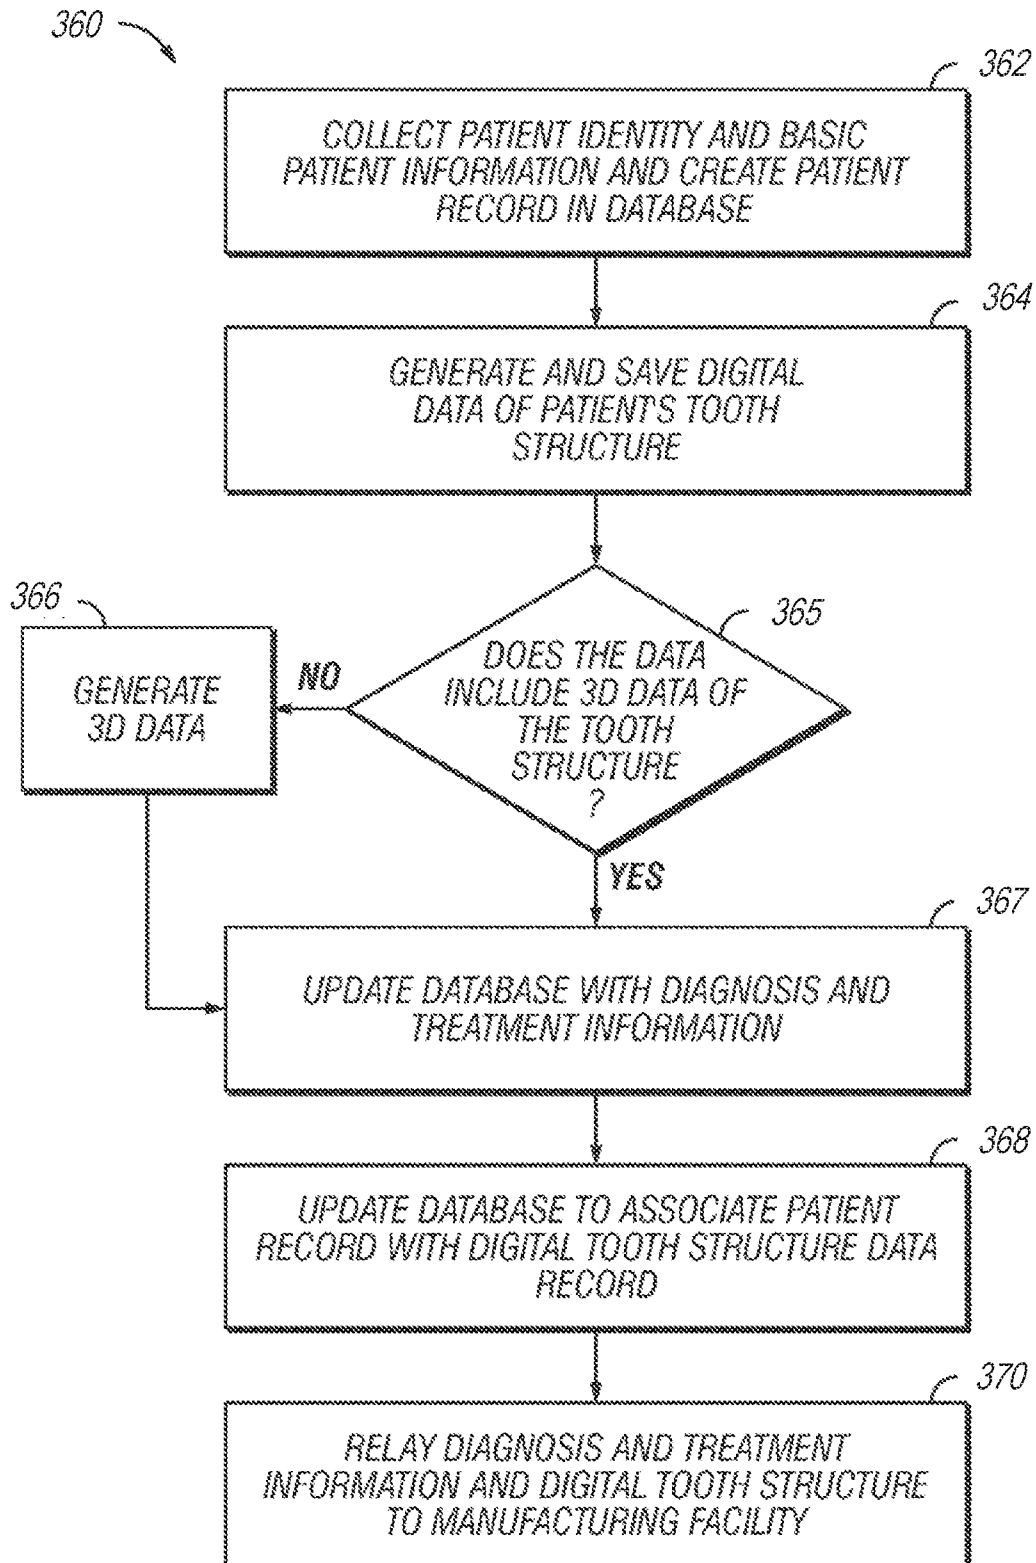 360
362
COLLECT PATIENT IDENTITY AND BASIC
PATIENT INFORMATION AND CREATE PATIENT
RECORD IN DATABASE
364
GENERATE AND SAVE DIGITAL
DATA OF PATIENT'S TOOTH
STRUCTURE
365
DOES THE DATA
INCLUDE 3D DATA OF
THE TOOTH
STRUCTURE
?
NO
366
GENERATE
3D DATA
YES
367
UPDATE DATABASE WITH DIAGNOSIS AND
TREATMENT INFORMATION
368
UPDATE DATABASE TO ASSOCIATE PATIENT
RECORD WITH DIGITAL TOOTH STRUCTURE DATA
RECORD
370
RELAY DIAGNOSIS AND TREATMENT
INFORMATION AND DIGITAL TOOTH STRUCTURE
TO MANUFACTURING FACILITY